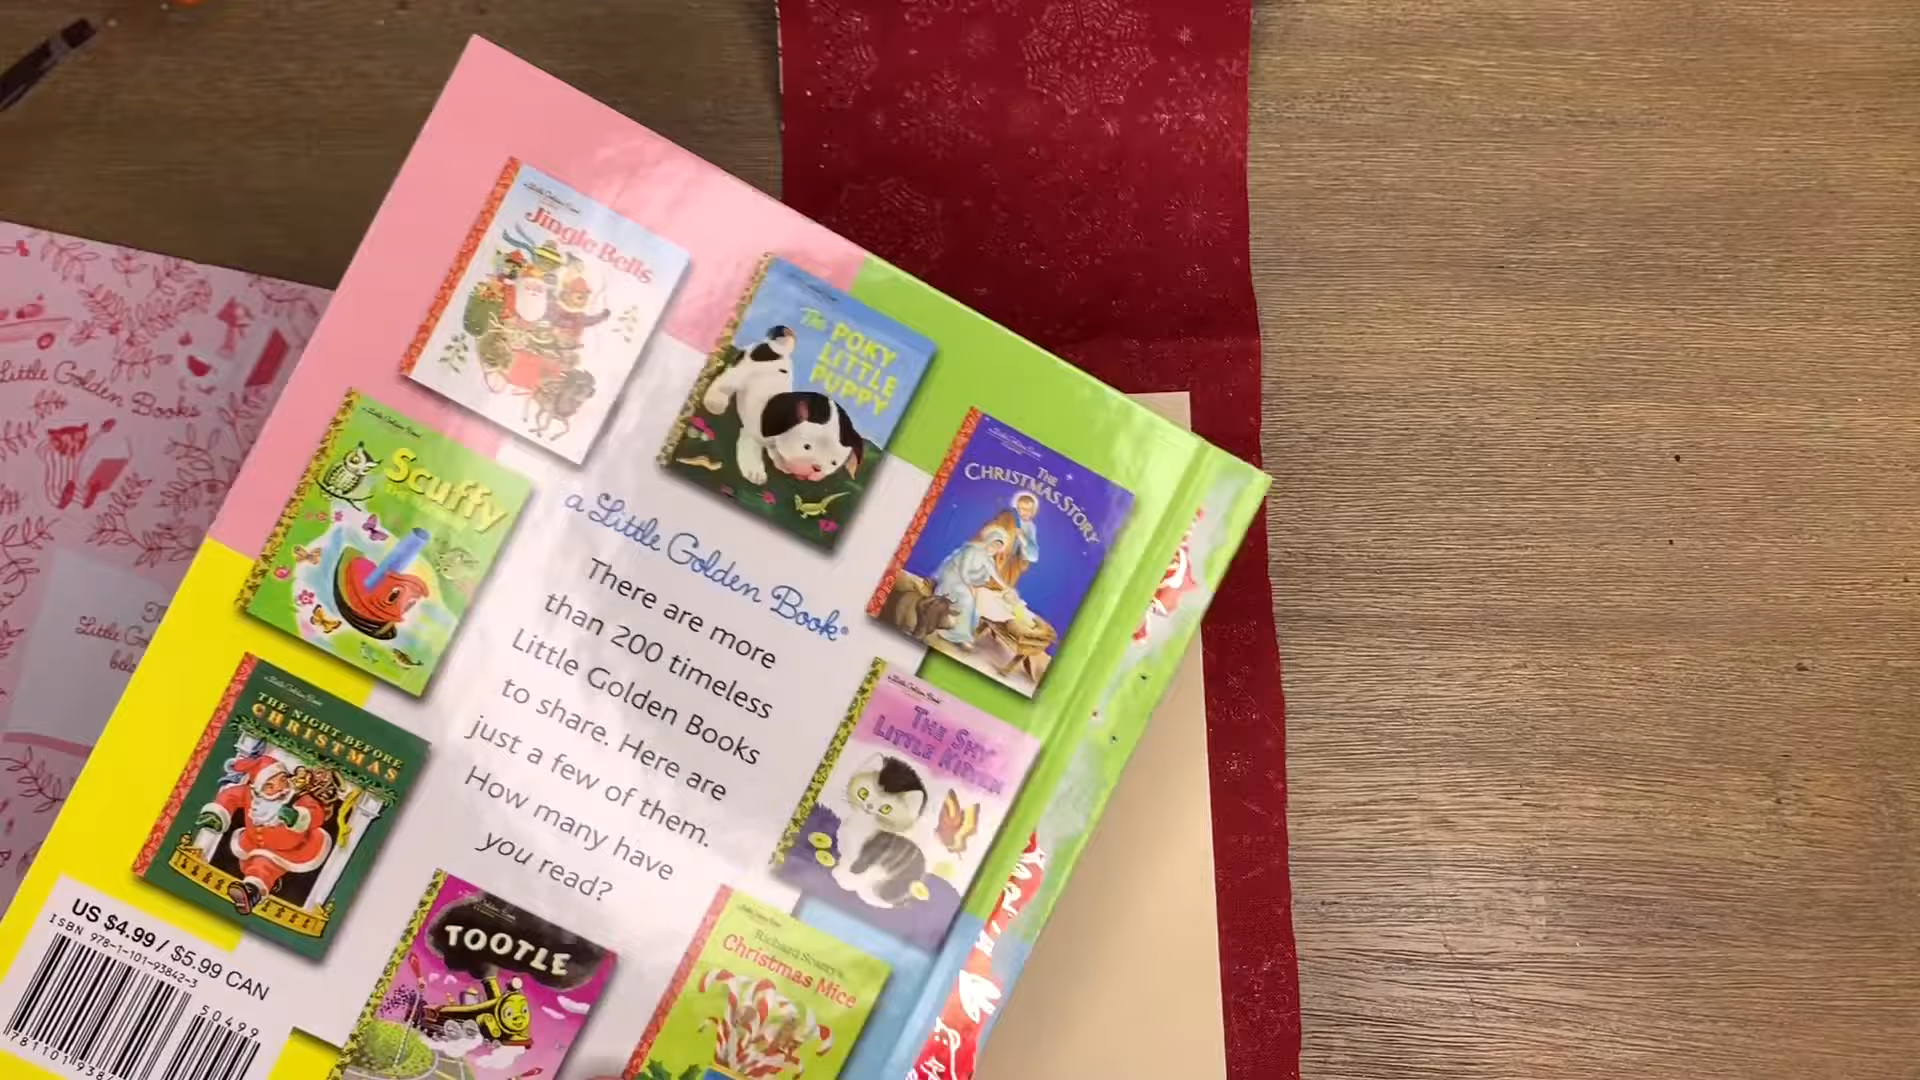 Jingle Bells
The
POKY
LITTLE
PUPPY
THE
CHRISTMAS STORY
Scuffy
a Little Golden Book®
There are more
than 200 timeless
Little Golden Books
to share. Here are
just a few of them.
How many have
you read?
THE SHY
LITTLE KITTEN
THE NIGHT BEFORE
CHRISTMAS
TOOTLE
Richard Scarry's
Christmas Mice
US $4.99 / $5.99 CAN
ISBN 978-1-101-93842-3
50499
Little Golden Books